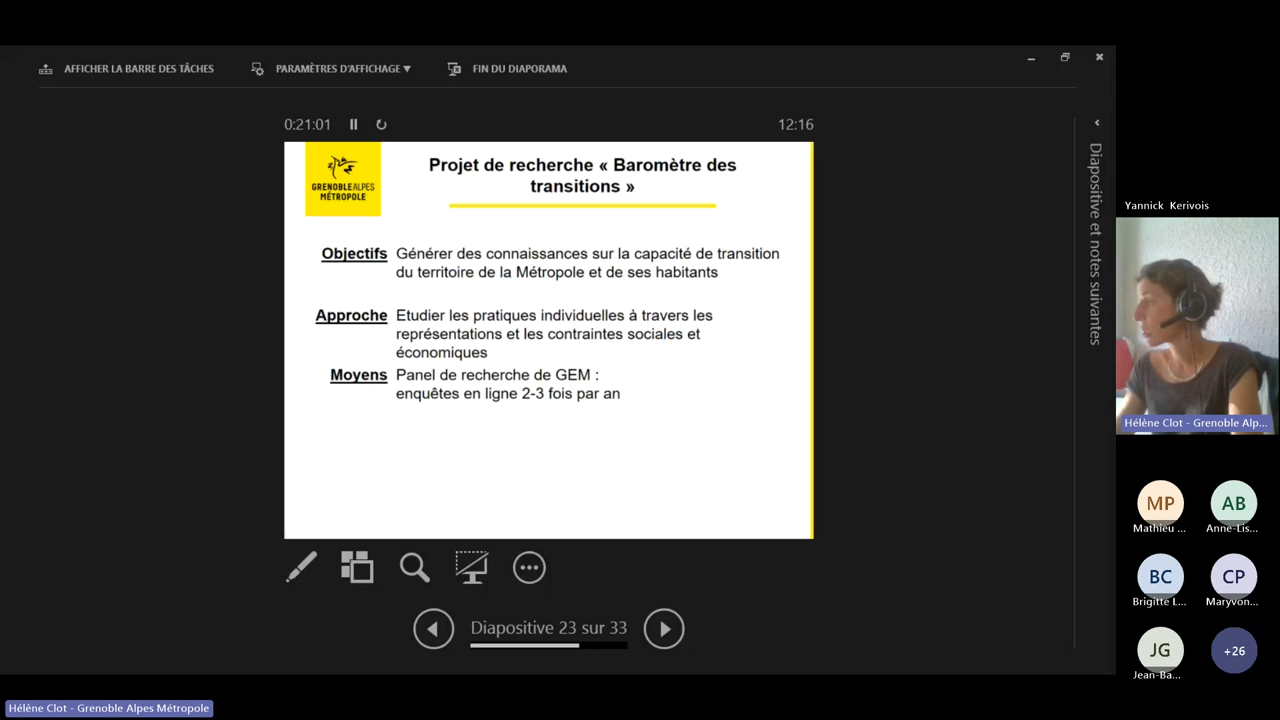 AFFICHER LA BARRE DES TÂCHES
PARAMÈTRES D'AFFICHAGE ▼
FIN DU DIAPORAMA
0:21:01
12:16
GRENOBLEALPES
MÉTROPOLE
Projet de recherche « Baromètre des
transitions »
Objectifs Générer des connaissances sur la capacité de transition
du territoire de la Métropole et de ses habitants
Approche Etudier les pratiques individuelles à travers les
représentations et les contraintes sociales et
économiques
Moyens Panel de recherche de GEM :
enquêtes en ligne 2-3 fois par an
Diapositive 23 sur 33
Diapositive et notes suivantes
Yannick Kerivois
Hélène Clot - Grenoble Alp...
MP
Mathieu ...
AB
Anne-Lis...
BC
Brigitte L...
CP
Maryvon...
JG
Jean-Ba...
+26
Hélène Clot - Grenoble Alpes Métropole